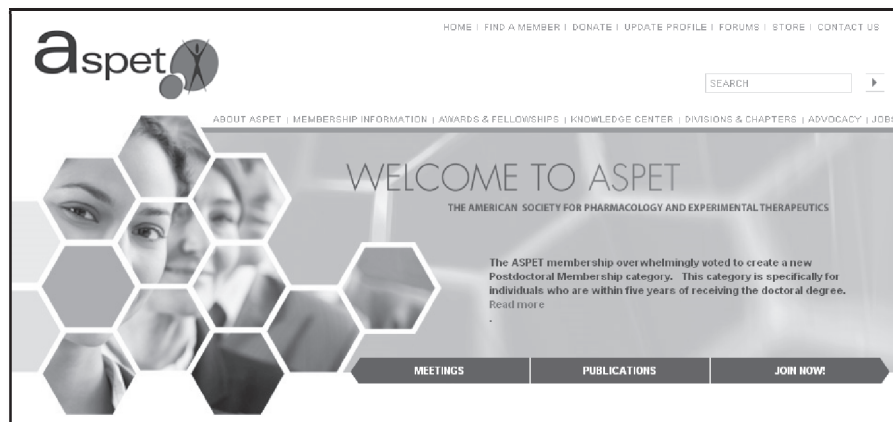 HOME | FIND A MEMBER | DONATE | UPDATE PROFILE | FORUMS | STORE | CONTACT US
aspet
SEARCH
ABOUT ASPET | MEMBERSHIP INFORMATION | AWARDS & FELLOWSHIPS | KNOWLEDGE CENTER | DIVISIONS & CHAPTERS | ADVOCACY | JOBS
WELCOME TO ASPET
THE AMERICAN SOCIETY FOR PHARMACOLOGY AND EXPERIMENTAL THERAPEUTICS
The ASPET membership overwhelmingly voted to create a new
Postdoctoral Membership category. This category is specifically for
individuals who are within five years of receiving the doctoral degree.
Read more
.
MEETINGS
PUBLICATIONS
JOIN NOW!